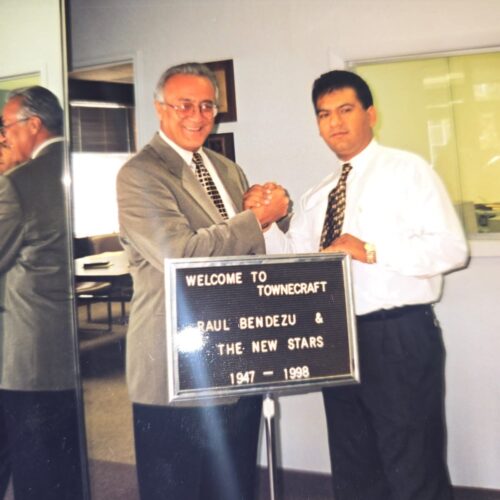 WELCOME TO
TOWNECRAFT
RAUL BENDEZU &
THE NEW STARS
1947 - 1998